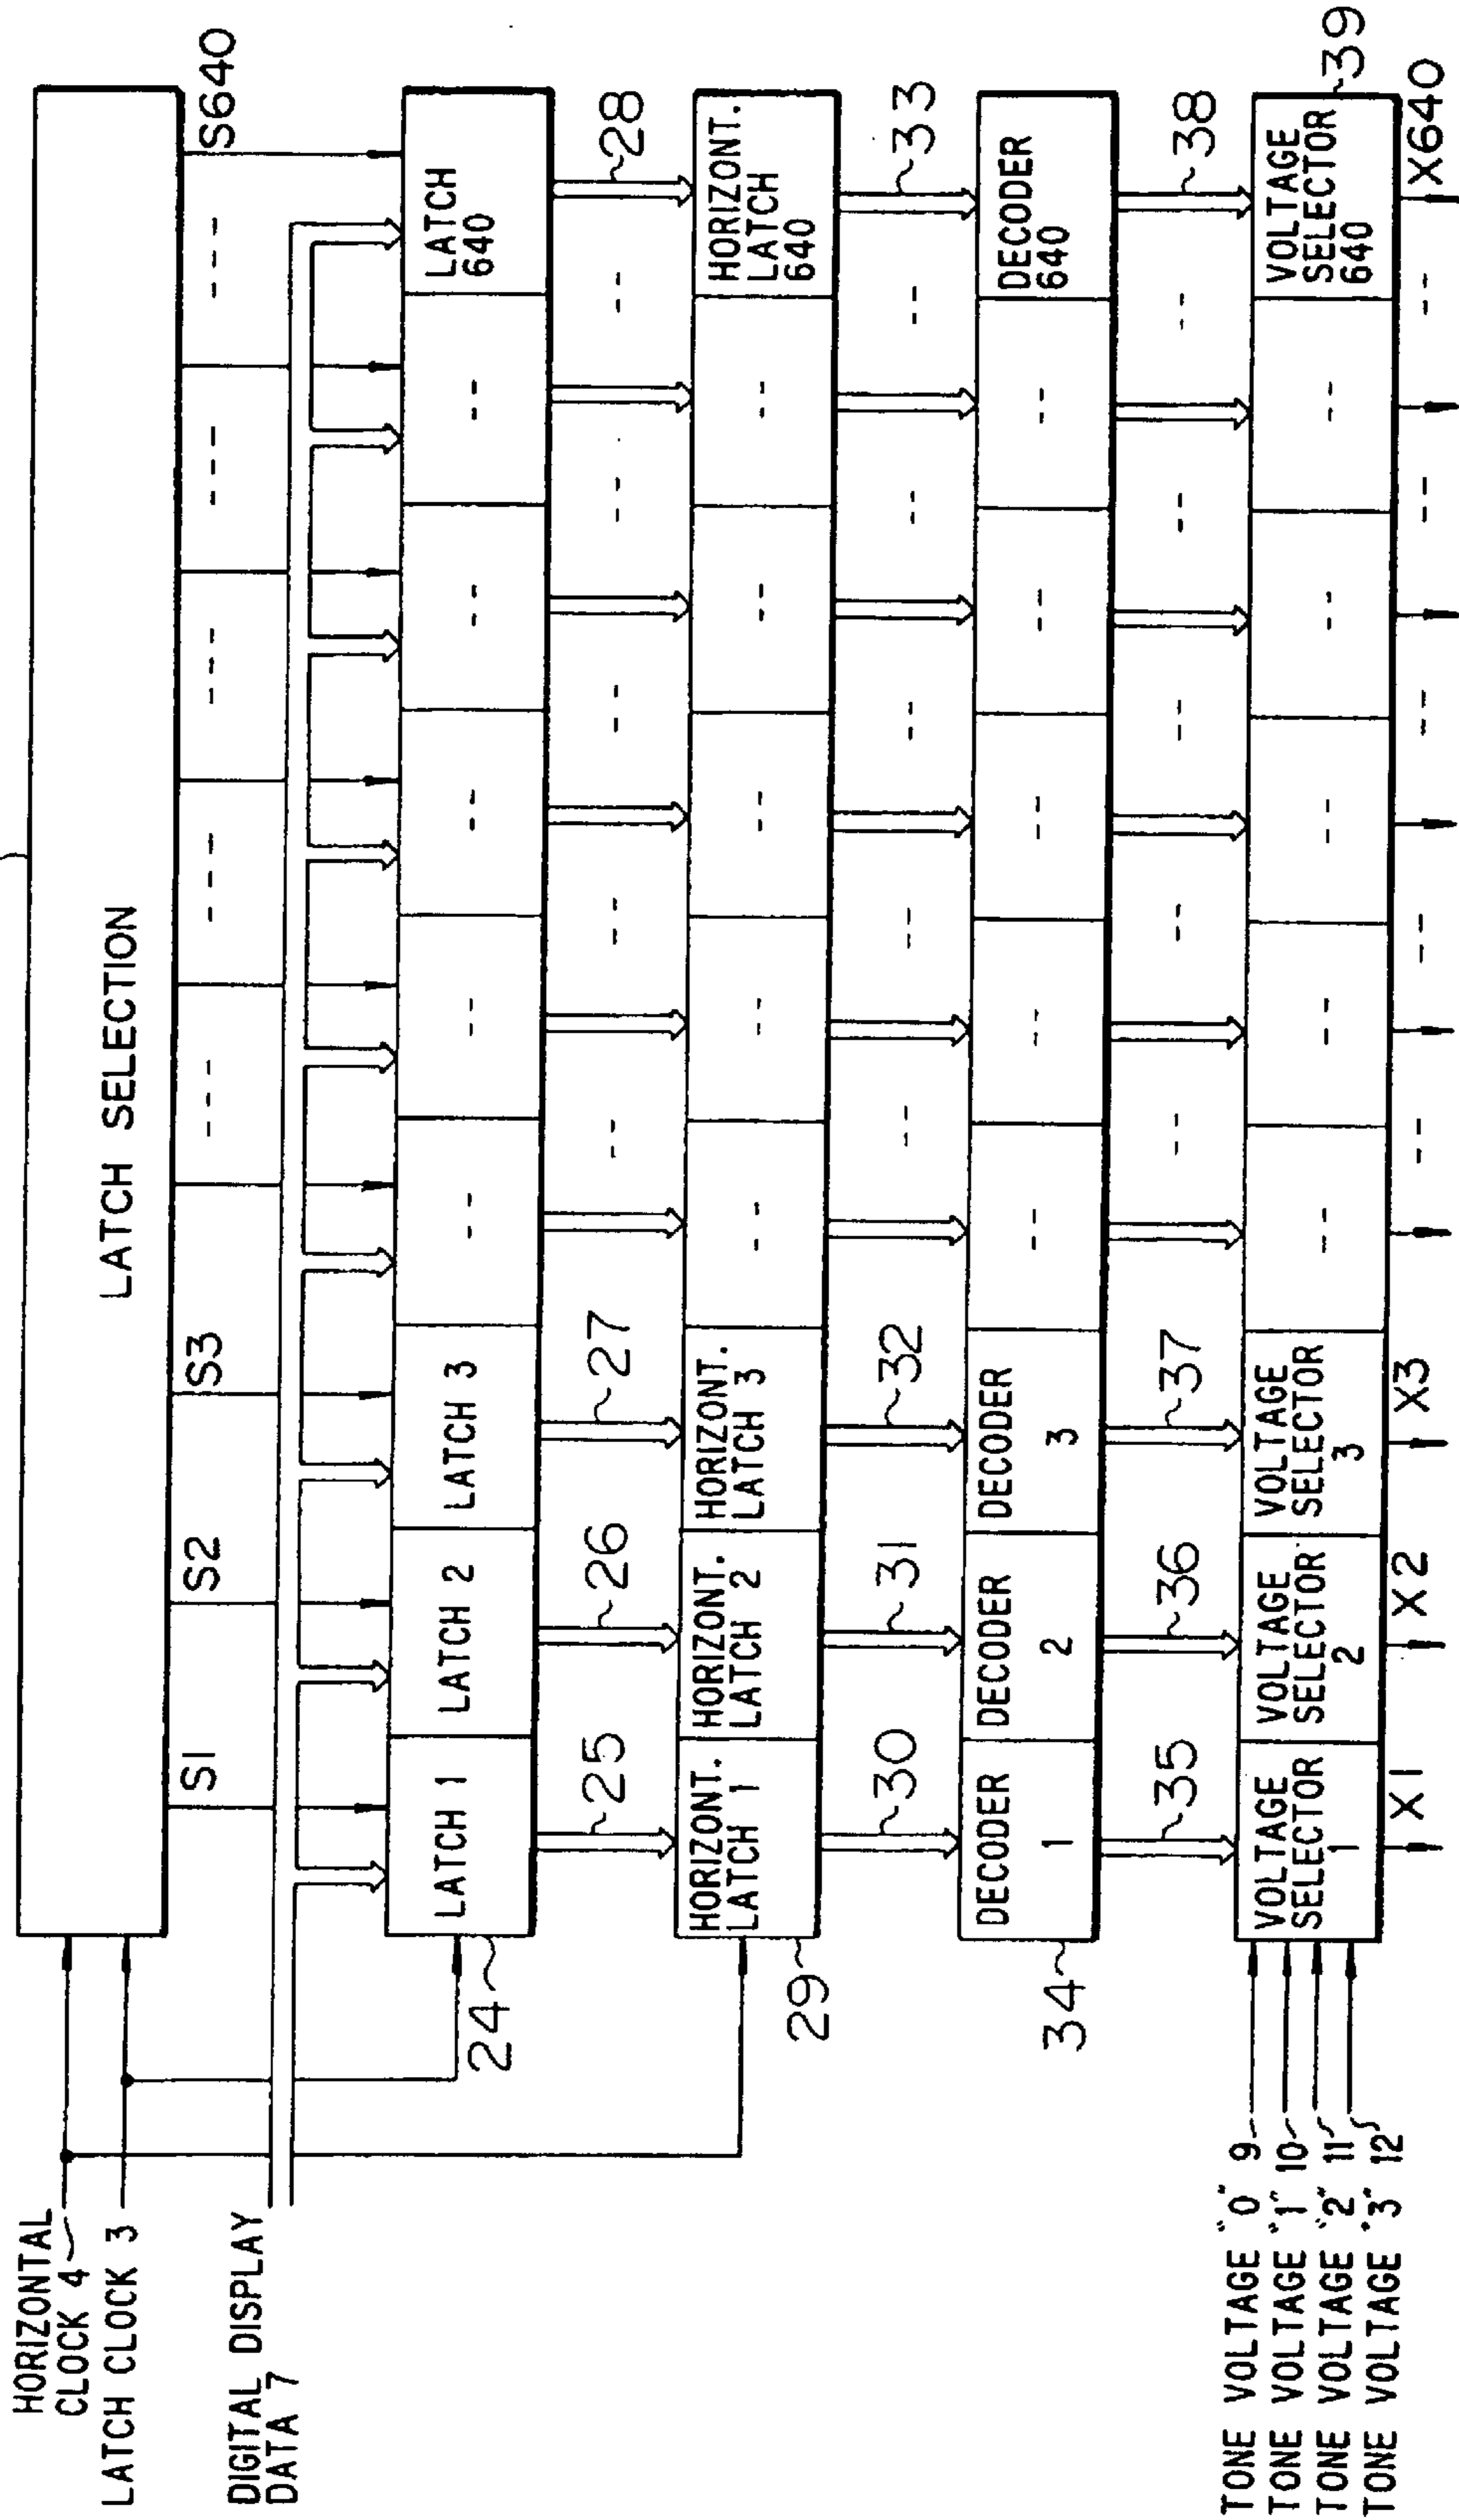 HORIZONTAL
CLOCK 4
LATCH CLOCK 3
DIGITAL DISPLAY
DATA 7
LATCH SELECTION
S1
S2
S3
---
---
---
---
---
S640
24
LATCH 1
LATCH 2
LATCH 3
--
--
--
--
--
LATCH
640
25
26
27
--
--
--
--
--
28
29
HORIZONT.
LATCH 1
HORIZONT.
LATCH 2
HORIZONT.
LATCH 3
--
--
--
--
--
HORIZONT.
LATCH
640
30
31
32
--
--
--
--
--
33
34
DECODER
1
DECODER
2
DECODER
3
--
--
--
--
--
DECODER
640
35
36
37
--
--
--
--
--
38
TONE VOLTAGE "0" 9
TONE VOLTAGE "1" 10
TONE VOLTAGE "2" 11
TONE VOLTAGE "3" 12
VOLTAGE
SELECTOR
1
VOLTAGE
SELECTOR
2
VOLTAGE
SELECTOR
3
--
--
--
--
--
VOLTAGE
SELECTOR
640
39
X1
X2
X3
--
--
--
--
--
X640